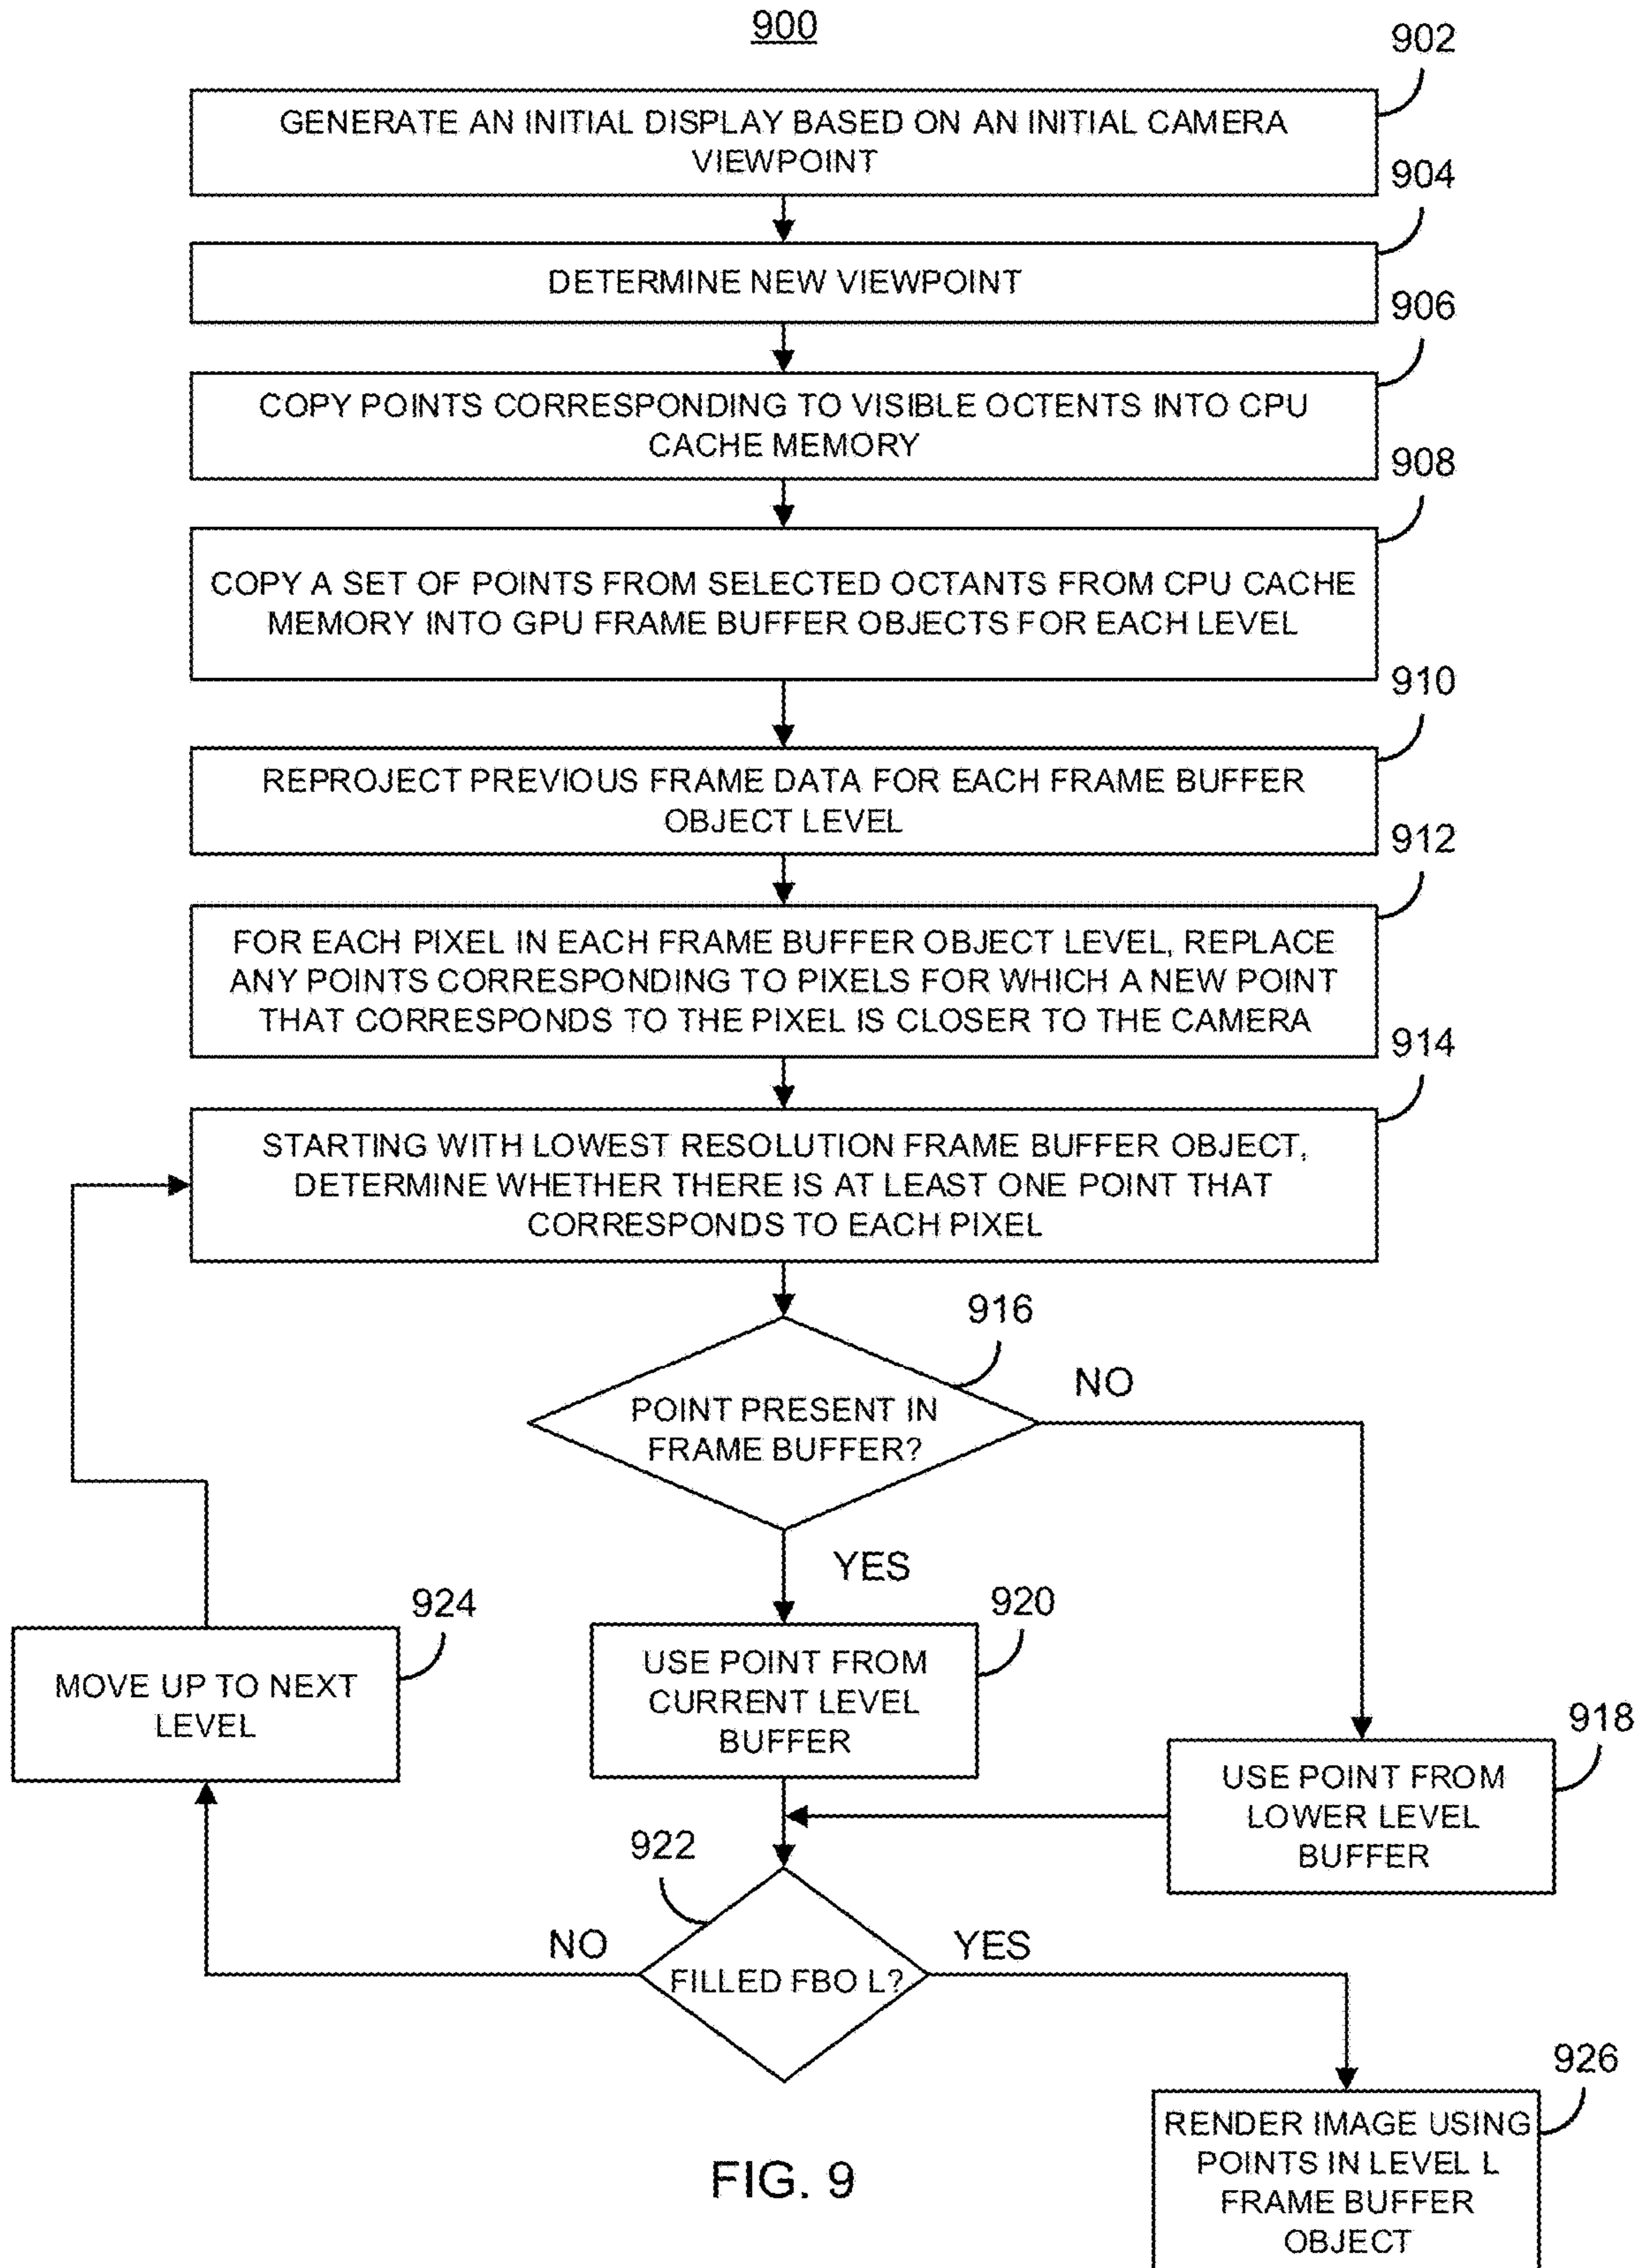 900
902
GENERATE AN INITIAL DISPLAY BASED ON AN INITIAL CAMERA
VIEWPOINT
904
DETERMINE NEW VIEWPOINT
906
COPY POINTS CORRESPONDING TO VISIBLE OCTENTS INTO CPU
CACHE MEMORY
908
COPY A SET OF POINTS FROM SELECTED OCTANTS FROM CPU CACHE
MEMORY INTO GPU FRAME BUFFER OBJECTS FOR EACH LEVEL
910
REPROJECT PREVIOUS FRAME DATA FOR EACH FRAME BUFFER
OBJECT LEVEL
912
FOR EACH PIXEL IN EACH FRAME BUFFER OBJECT LEVEL, REPLACE
ANY POINTS CORRESPONDING TO PIXELS FOR WHICH A NEW POINT
THAT CORRESPONDS TO THE PIXEL IS CLOSER TO THE CAMERA
914
STARTING WITH LOWEST RESOLUTION FRAME BUFFER OBJECT,
DETERMINE WHETHER THERE IS AT LEAST ONE POINT THAT
CORRESPONDS TO EACH PIXEL
916
POINT PRESENT IN
FRAME BUFFER?
NO
YES
924
MOVE UP TO NEXT
LEVEL
920
USE POINT FROM
CURRENT LEVEL
BUFFER
918
USE POINT FROM
LOWER LEVEL
BUFFER
922
FILLED FBO L?
NO
YES
926
RENDER IMAGE USING
POINTS IN LEVEL L
FRAME BUFFER
OBJECT
FIG. 9